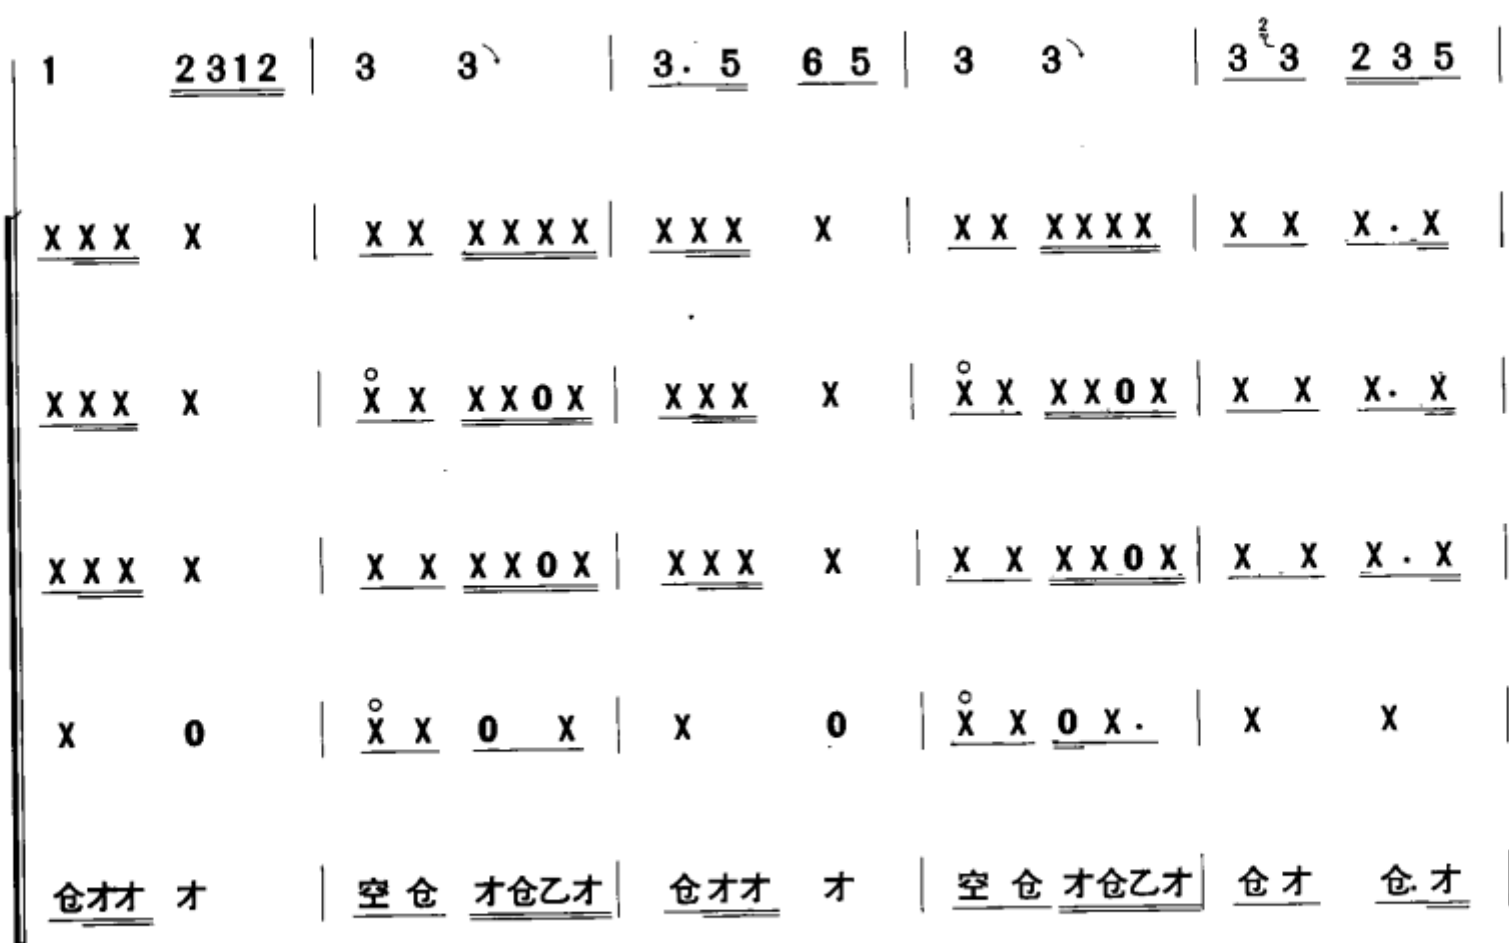 1 2312 | 3 3 | 3. 5 6 5 | 3 3 | 3 2 3 2 3 5 |
X X X X | X X X X X X | X X X X | X X X X X X | X X X . X |
X X X X | X X X X 0 X | X X X X | X X X X 0 X | X X X. X |
X X X X | X X X X 0 X | X X X X | X X X X 0 X | X X X . X |
X 0 | X X 0 X | X 0 | X X 0 X. | X X |
仓才才 才 | 空 仓 才仓乙才 | 仓 才才 才 | 空 仓 才仓乙才 | 仓 才 仓. 才 |